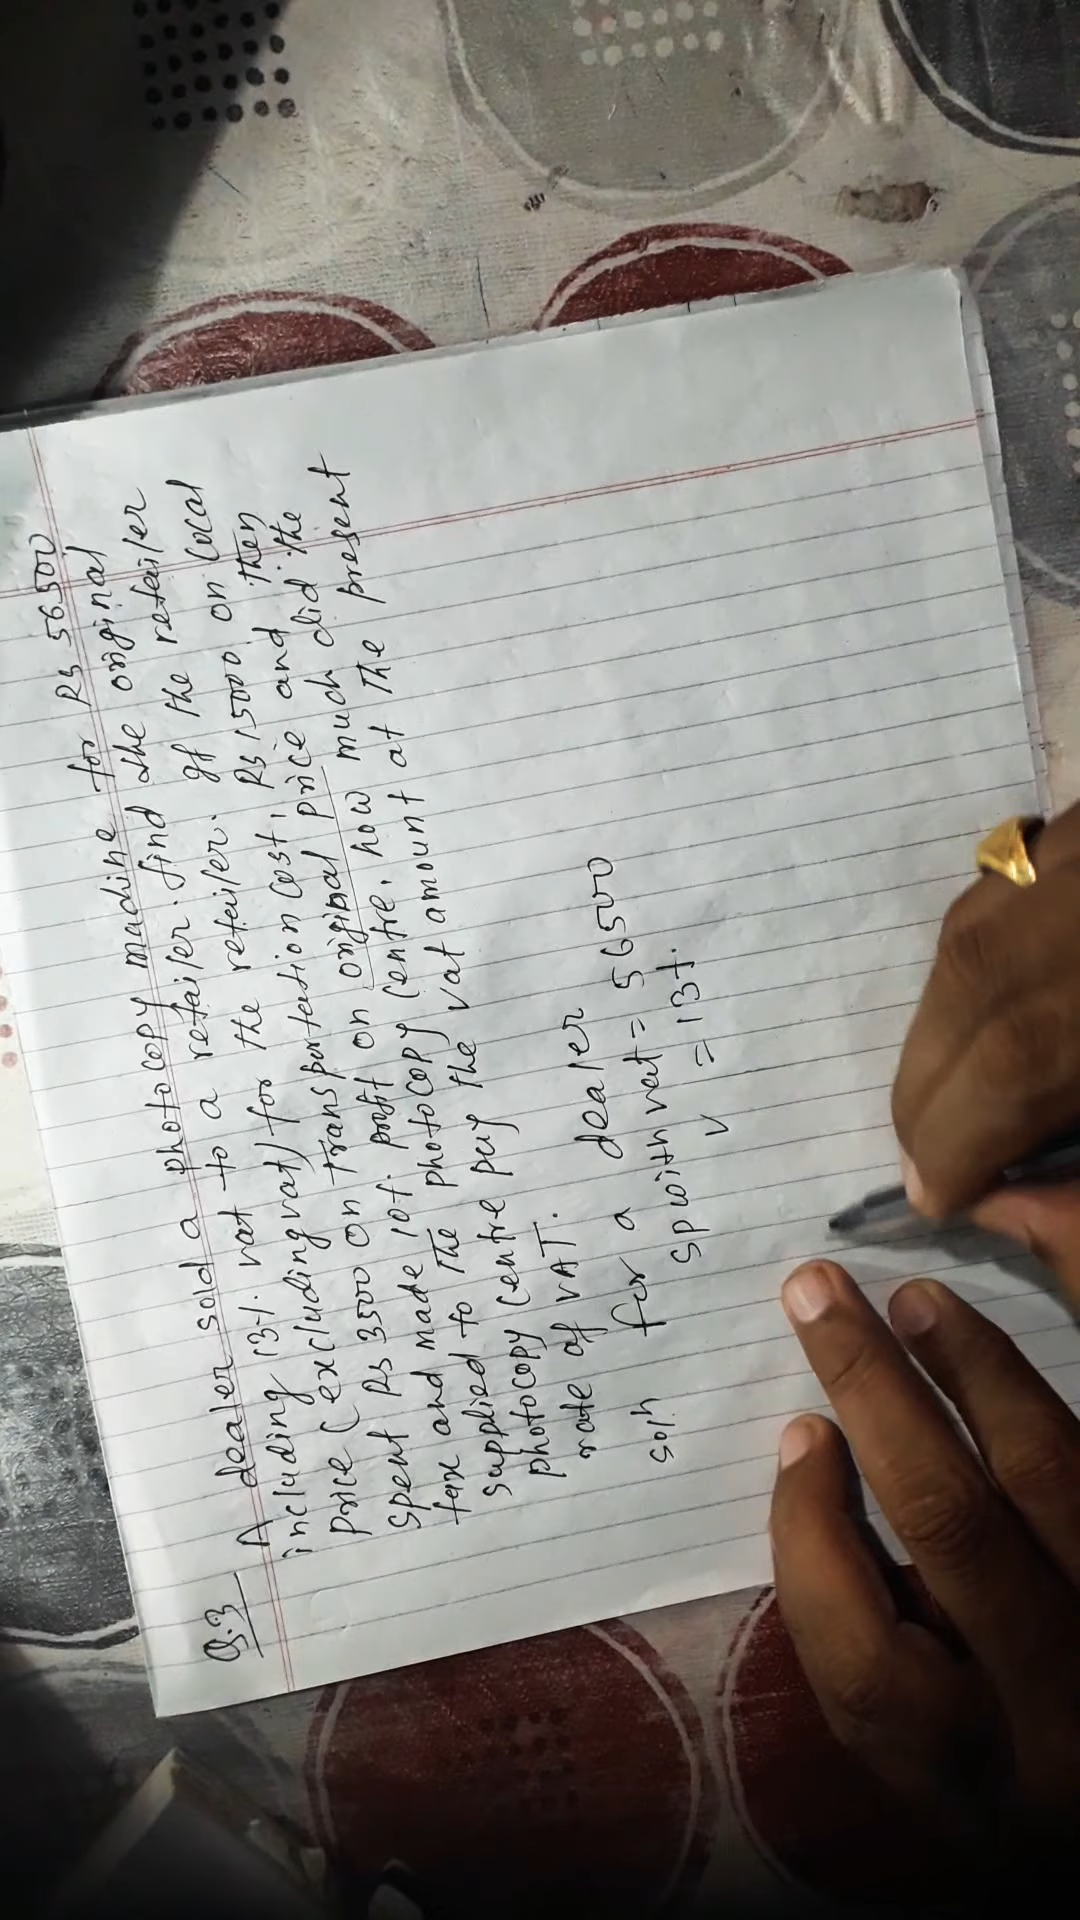 Q.3 A dealer sold a photocopy machine for Rs 56500
including 13%. vat to a retailer. find the original
price (excluding vat) for the retailer. If the retailer
spent Rs 3500 on transportation cost, Rs 1500 on local
tax and made 10%. profit on original price and then
supplied to the photocopy centre, how much did the
photocopy centre pay the vat amount at the present
rate of VAT.
soln for a dealer
sp with vat = 56500
v = 13%.